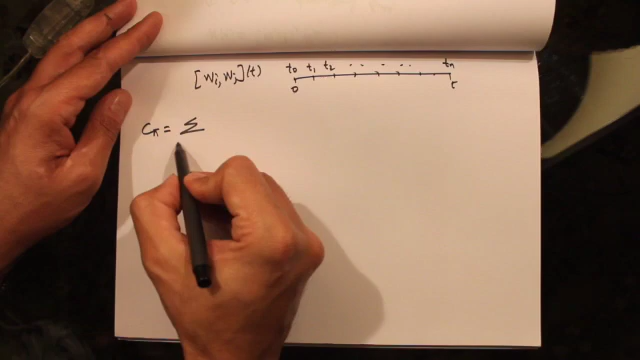 [Wᵢ, Wⱼ](t)
t₀ t₁ t₂ .. .. . tₙ
0 t
C_π = Σ